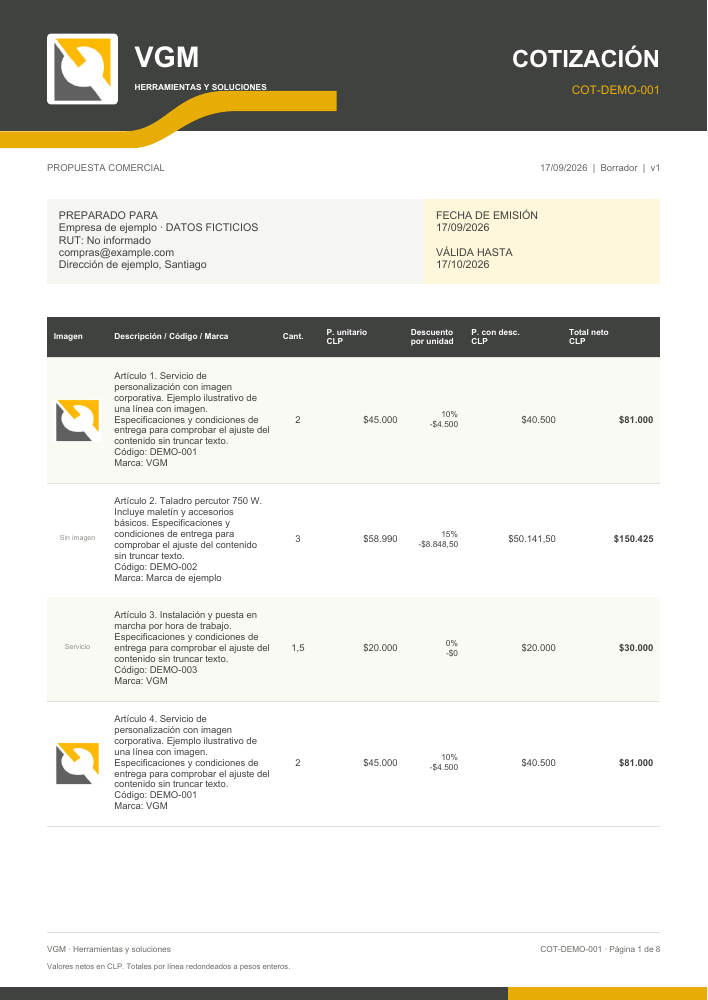 VGM
HERRAMIENTAS Y SOLUCIONES
COTIZACIÓN
COT-DEMO-001
PROPUESTA COMERCIAL
17/09/2026 | Borrador | v1
PREPARADO PARA
Empresa de ejemplo · DATOS FICTICIOS
RUT: No informado
compras@example.com
Dirección de ejemplo, Santiago
FECHA DE EMISIÓN
17/09/2026
VÁLIDA HASTA
17/10/2026
Imagen
Descripción / Código / Marca
Cant.
P. unitario
CLP
Descuento
por unidad
P. con desc.
CLP
Total neto
CLP
Artículo 1. Servicio de
personalización con imagen
corporativa. Ejemplo ilustrativo de
una línea con imagen.
Especificaciones y condiciones de
entrega para comprobar el ajuste del
contenido sin truncar texto.
Código: DEMO-001
Marca: VGM
2
$45.000
10%
-$4.500
$40.500
$81.000
Sin imagen
Artículo 2. Taladro percutor 750 W.
Incluye maletín y accesorios
básicos. Especificaciones y
condiciones de entrega para
comprobar el ajuste del contenido
sin truncar texto.
Código: DEMO-002
Marca: Marca de ejemplo
3
$58.990
15%
-$8.848,50
$50.141,50
$150.425
Servicio
Artículo 3. Instalación y puesta en
marcha por hora de trabajo.
Especificaciones y condiciones de
entrega para comprobar el ajuste del
contenido sin truncar texto.
Código: DEMO-003
Marca: VGM
1,5
$20.000
0%
-$0
$20.000
$30.000
Artículo 4. Servicio de
personalización con imagen
corporativa. Ejemplo ilustrativo de
una línea con imagen.
Especificaciones y condiciones de
entrega para comprobar el ajuste del
contenido sin truncar texto.
Código: DEMO-001
Marca: VGM
2
$45.000
10%
-$4.500
$40.500
$81.000
VGM · Herramientas y soluciones
COT-DEMO-001 · Página 1 de 8
Valores netos en CLP. Totales por línea redondeados a pesos enteros.